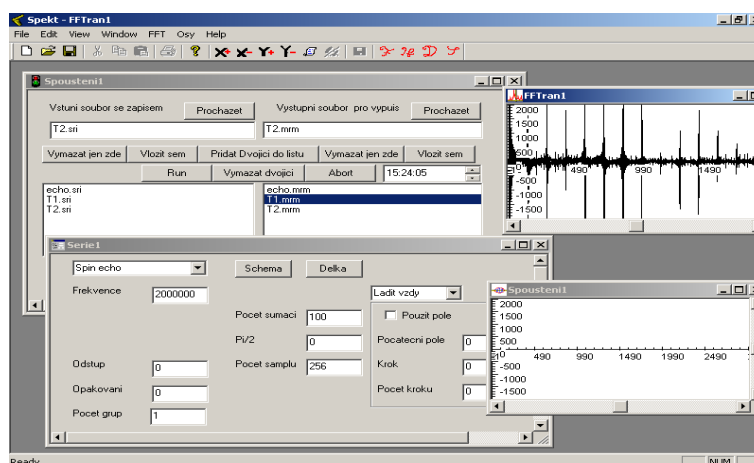 Spekt - FFTran1
File Edit View Window FFT Osy Help
Spousteni1
Vstuni soubor se zapisem Prochazet Vystupni soubor pro vypuis Prochazet
T2.sri T2.mrm
Vymazat jen zde Vlozit sem Pridat Dvojici do listu Vymazat jen zde Vlozit sem
Run Vymazat dvojici Abort 15:24:05
echo.sri echo.mrm
T1.sri T1.mrm
T2.sri T2.mrm
FFTran1
2000
1500
1000
500
490 990 1490
-500
-1000
-1500
Serie1
Spin echo Schema Delka
Frekvence 2000000 Ladit vzdy
Pocet sumaci 100 Pouzit pole
Pi/2 0 Pocatecni pole 0
Odstup 0 Pocet samplu 256 Krok 0
Opakovani 0 Pocet kroku 0
Pocet grup 1
Spousteni1
2000
1500
1000
500
490 990 1490 1990 2490
-500
-1000
-1500
Ready NUM